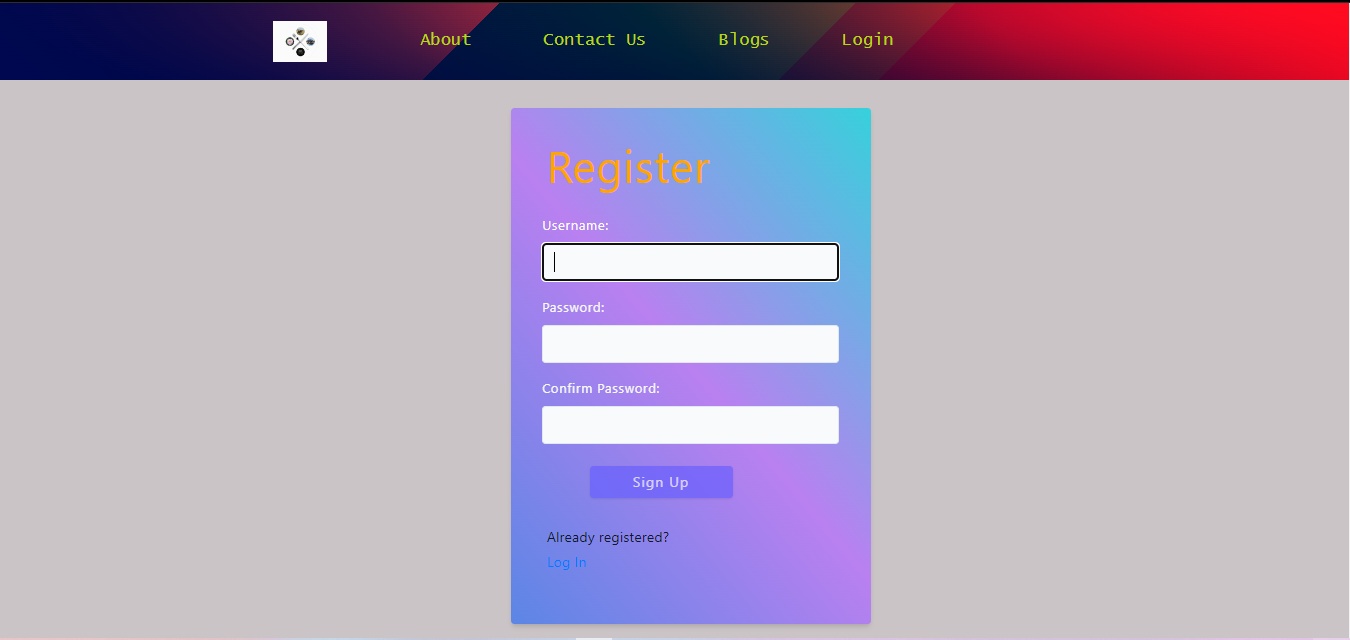 About Contact Us Blogs Login
Register
Username:
Password:
Confirm Password:
Sign Up
Already registered?
Log In